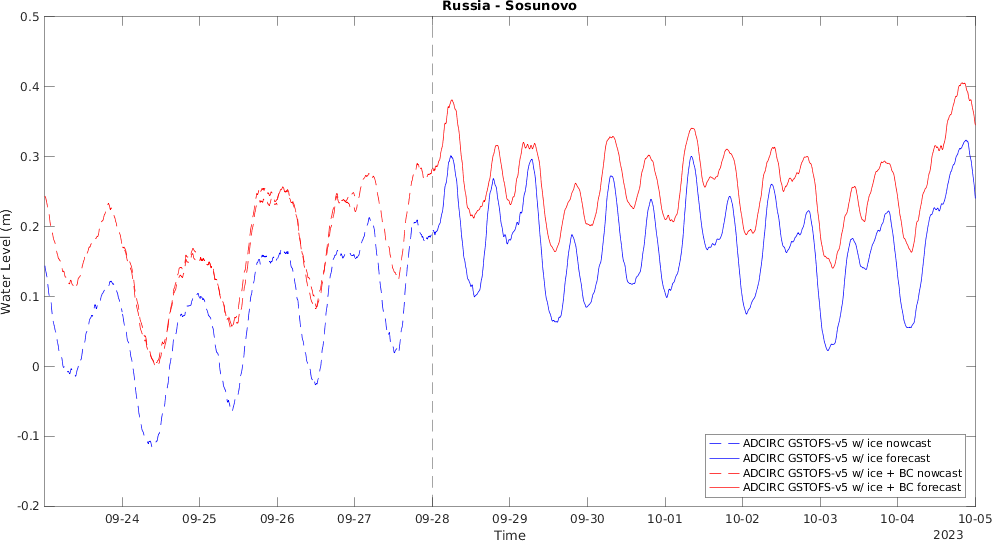 Russia - Sosunovo
0.5
0.4
0.3
0.2
0.1
0
-0.1
-0.2
Water Level (m)
ADCIRC GSTOFS-v5 w/ ice nowcast
ADCIRC GSTOFS-v5 w/ ice forecast
ADCIRC GSTOFS-v5 w/ ice + BC nowcast
ADCIRC GSTOFS-v5 w/ ice + BC forecast
09-24 09-25 09-26 09-27 09-28 09-29 09-30 10-01 10-02 10-03 10-04 10-05
Time
2023